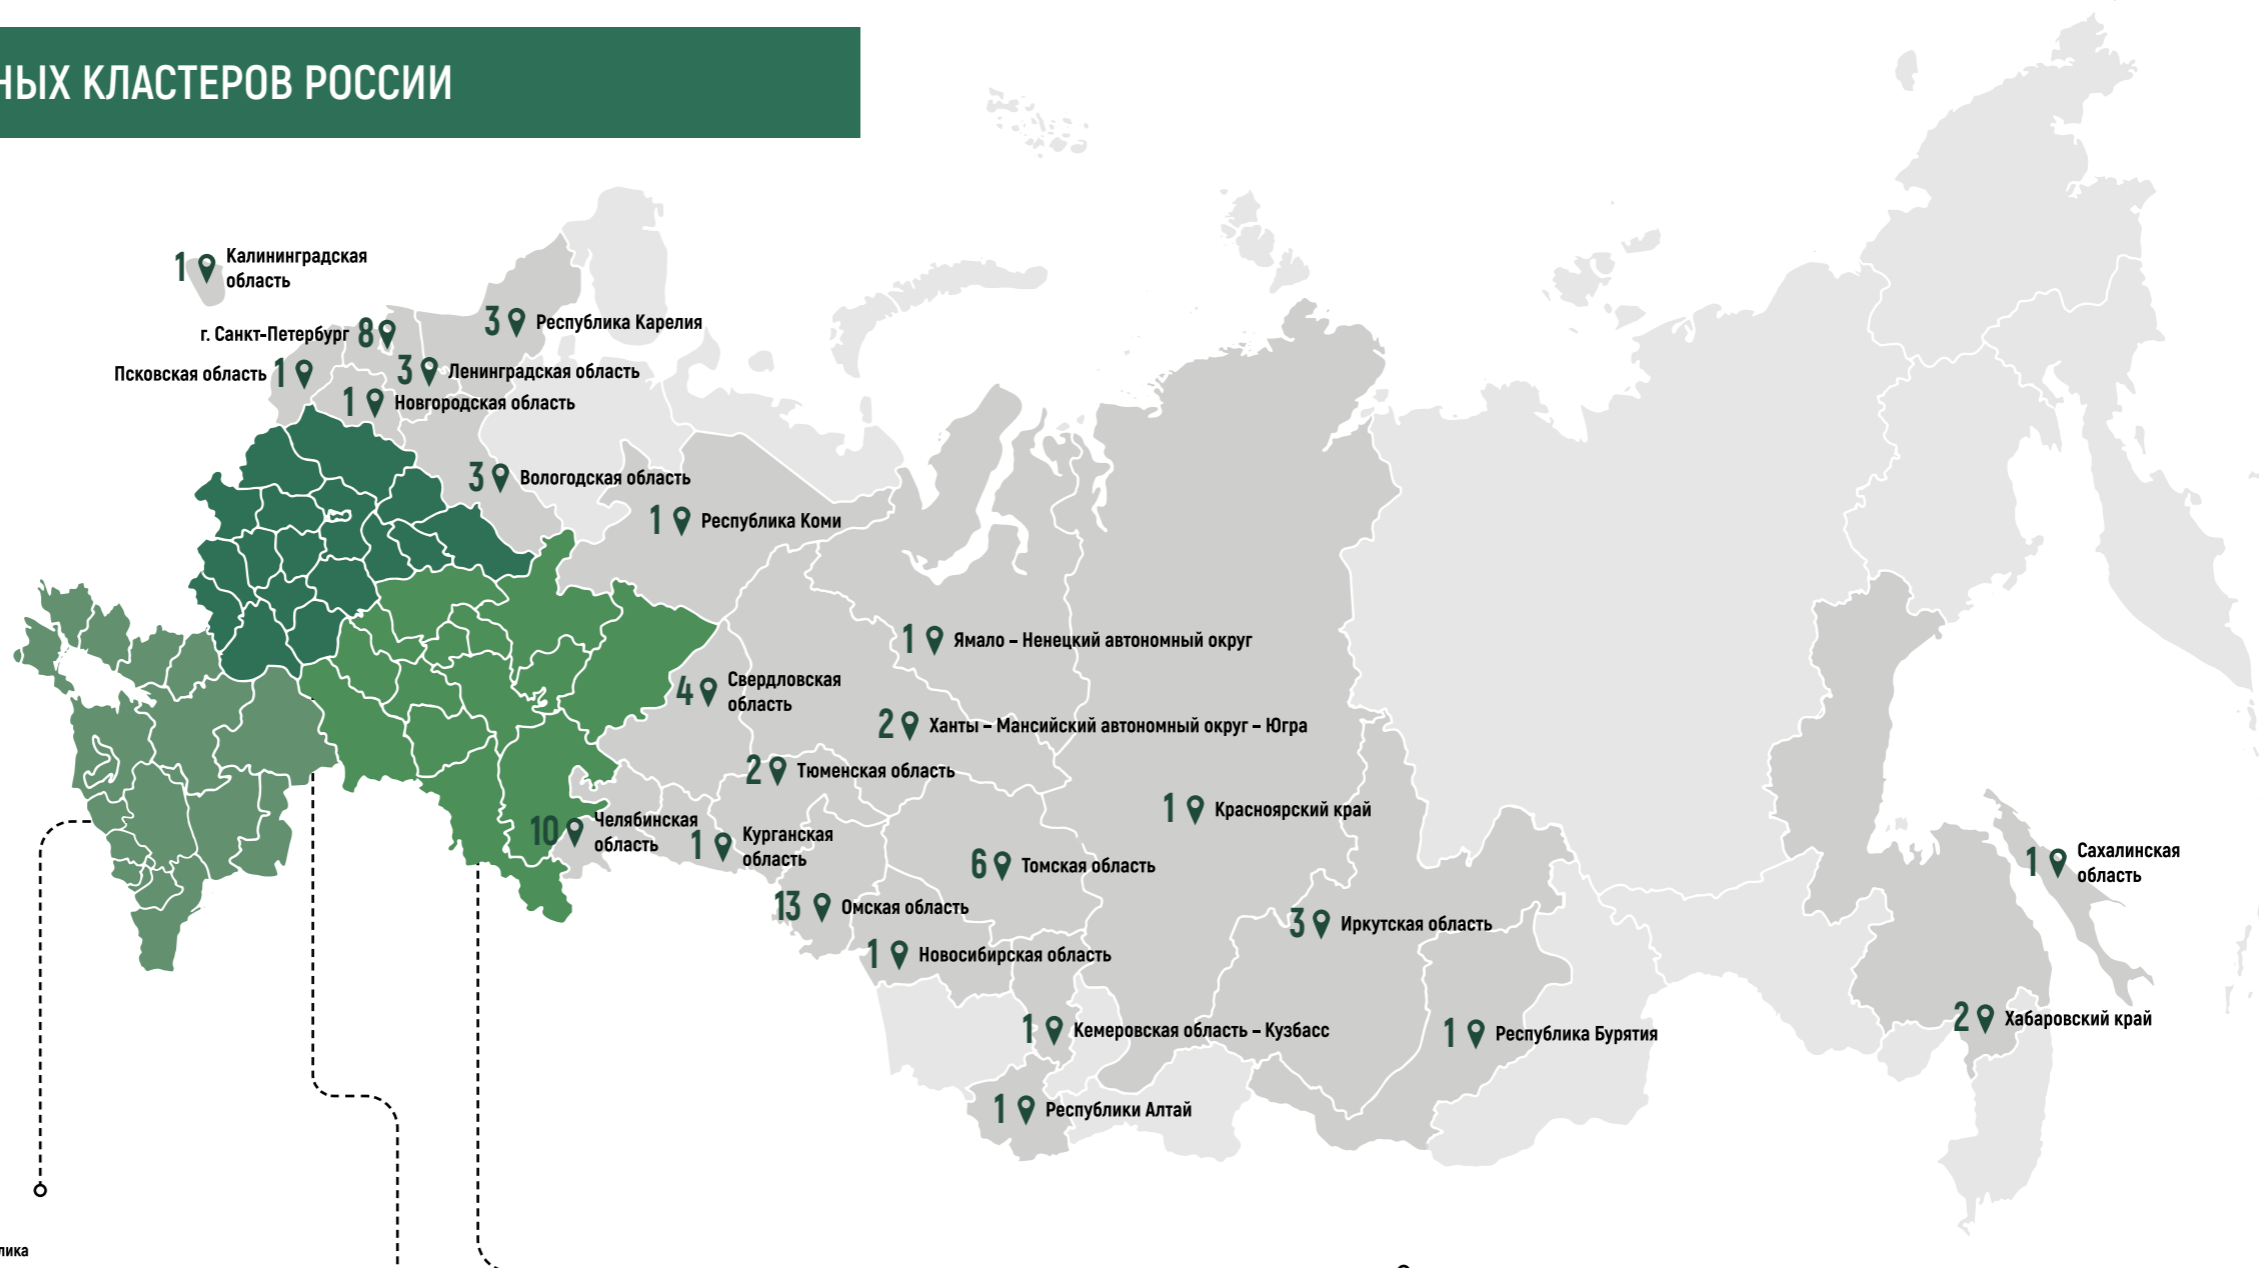 НЫХ КЛАСТЕРОВ РОССИИ
1 Калининградская
область
г. Санкт-Петербург 8
3 Республика Карелия
Псковская область 1
3 Ленинградская область
1 Новгородская область
3 Вологодская область
1 Республика Коми
1 Ямало – Ненецкий автономный округ
4 Свердловская
область
2 Ханты – Мансийский автономный округ – Югра
2 Тюменская область
1 Красноярский край
10 Челябинская
область
1 Курганская
область
6 Томская область
1 Сахалинская
область
13 Омская область
3 Иркутская область
1 Новосибирская область
2 Хабаровский край
1 Кемеровская область – Кузбасс
1 Республика Бурятия
1 Республики Алтай
лика